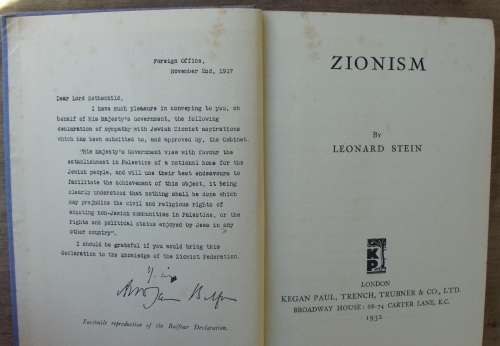 Foreign Office,
November 2nd, 1917
Dear Lord Rothschild,
I have much pleasure in conveying to you, on
behalf of His Majesty's Government, the following
declaration of sympathy with Jewish Zionist aspirations
which has been submitted to, and approved by, the Cabinet.
"His Majesty's Government view with favour the
establishment in Palestine of a national home for the
Jewish people, and will use their best endeavours to
facilitate the achievement of this object, it being
clearly understood that nothing shall be done which
may prejudice the civil and religious rights of
existing non-Jewish communities in Palestine, or the
rights and political status enjoyed by Jews in any
other country".
I should be grateful if you would bring this
declaration to the knowledge of the Zionist Federation.
Arthur James Balfour
Facsimile reproduction of the Balfour Declaration.
ZIONISM
By
LEONARD STEIN
K P
LONDON
KEGAN PAUL, TRENCH, TRUBNER & CO., LTD.
BROADWAY HOUSE: 68-74 CARTER LANE, E.C.
1932